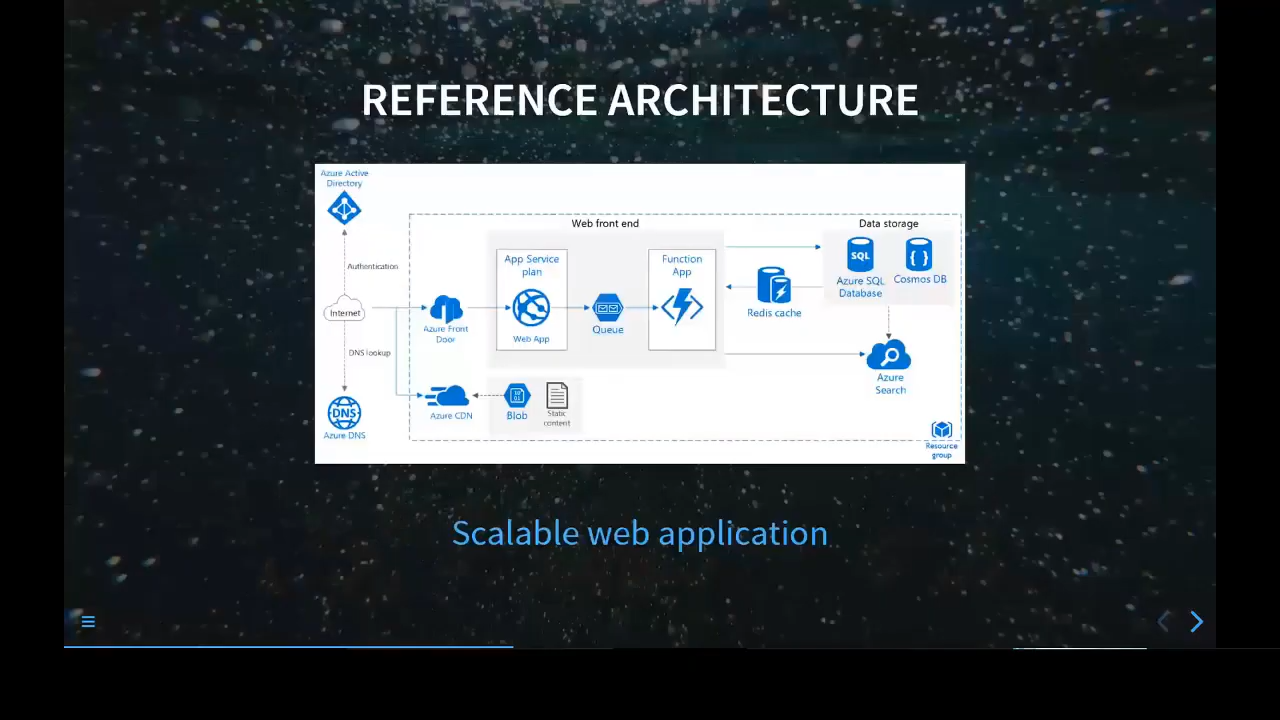 REFERENCE ARCHITECTURE
Azure Active
Directory
Authentication
Internet
DNS lookup
DNS
Azure DNS
Web front end
Data storage
App Service
plan
Web App
Queue
Function
App
Azure Front
Door
Redis cache
SQL
Azure SQL
Database
Cosmos DB
Azure
Search
Azure CDN
Blob
Static
content
Resource
group
Scalable web application